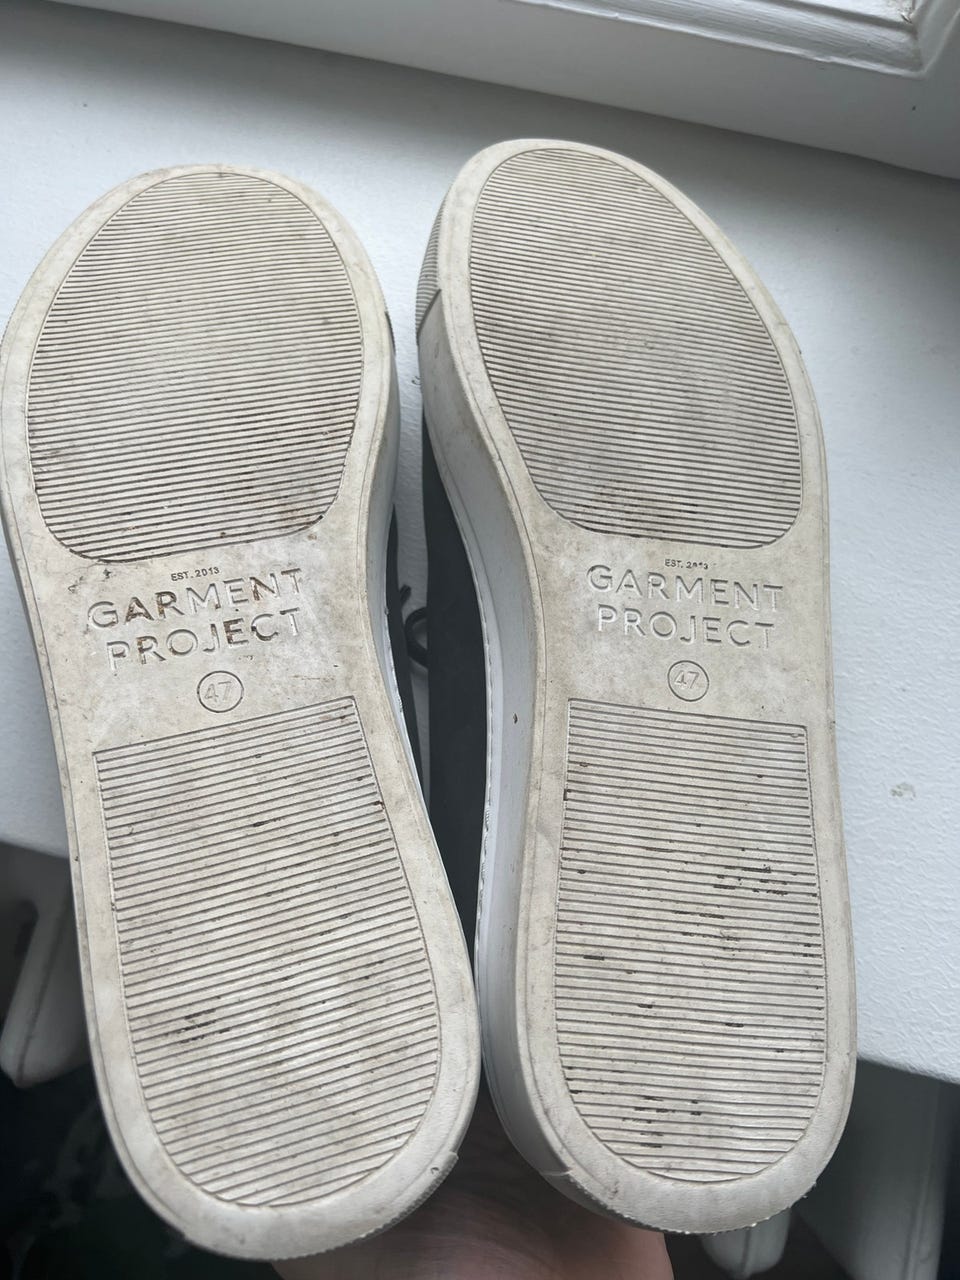 EST. 2013
GARMENT
PROJECT
47
EST. 2013
GARMENT
PROJECT
47